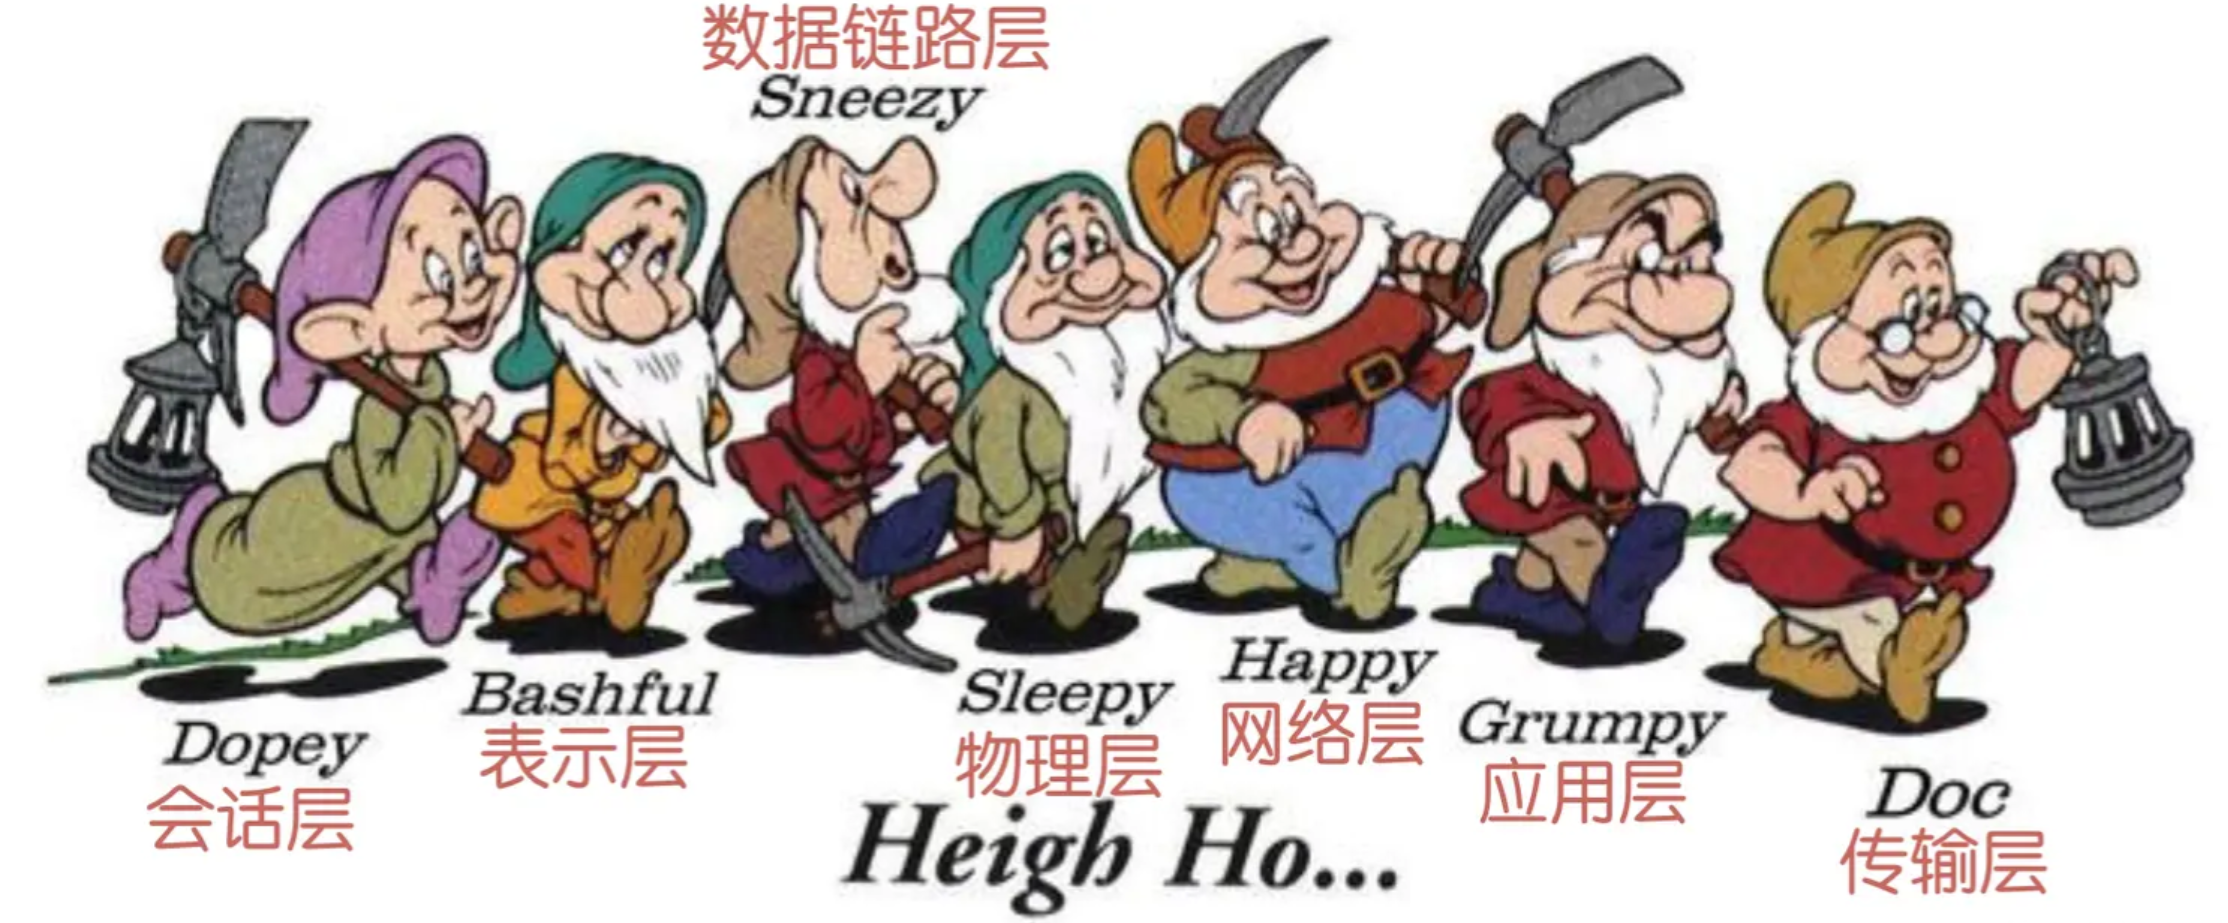 数据链路层
Sneezy
Dopey
会话层
Bashful
表示层
Sleepy
物理层
Happy
网络层
Grumpy
应用层
Doc
传输层
Heigh Ho...